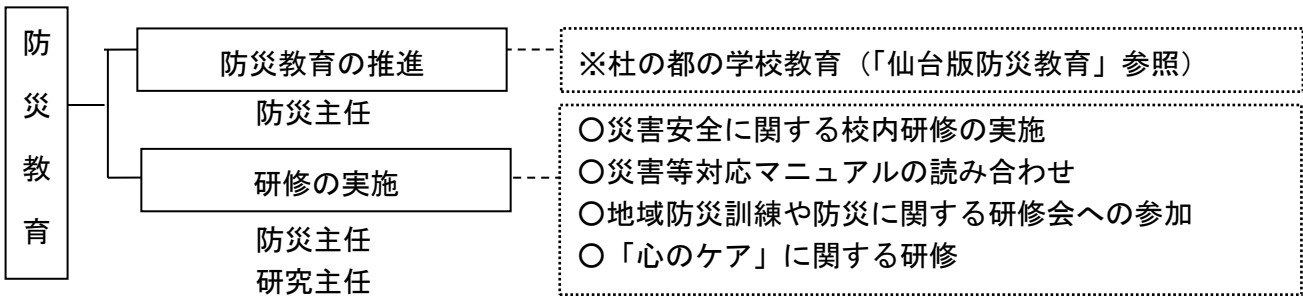 防災教育
防災教育の推進
防災主任
※杜の都の学校教育（「仙台版防災教育」参照）
研修の実施
防災主任
研究主任
〇災害安全に関する校内研修の実施
〇災害等対応マニュアルの読み合わせ
〇地域防災訓練や防災に関する研修会への参加
〇「心のケア」に関する研修